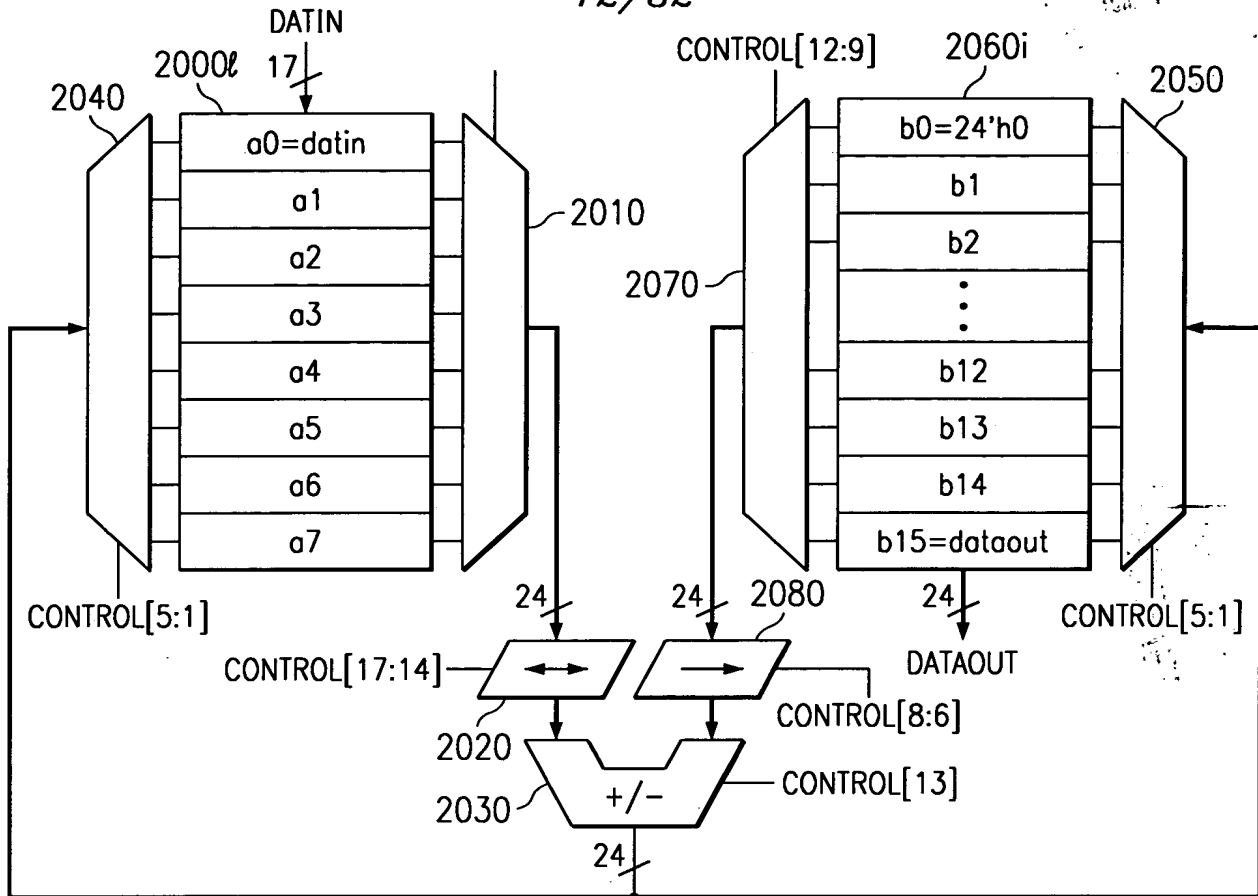 DATIN
17
2000ℓ
2040
a0=datin
a1
a2
a3
a4
a5
a6
a7
2010
CONTROL[5:1]
CONTROL[12:9]
2060i
2050
b0=24'h0
b1
b2
b12
b13
b14
b15=dataout
2070
24
DATAOUT
CONTROL[5:1]
24
24
2080
CONTROL[17:14]
CONTROL[8:6]
2020
2030
+/-
CONTROL[13]
24